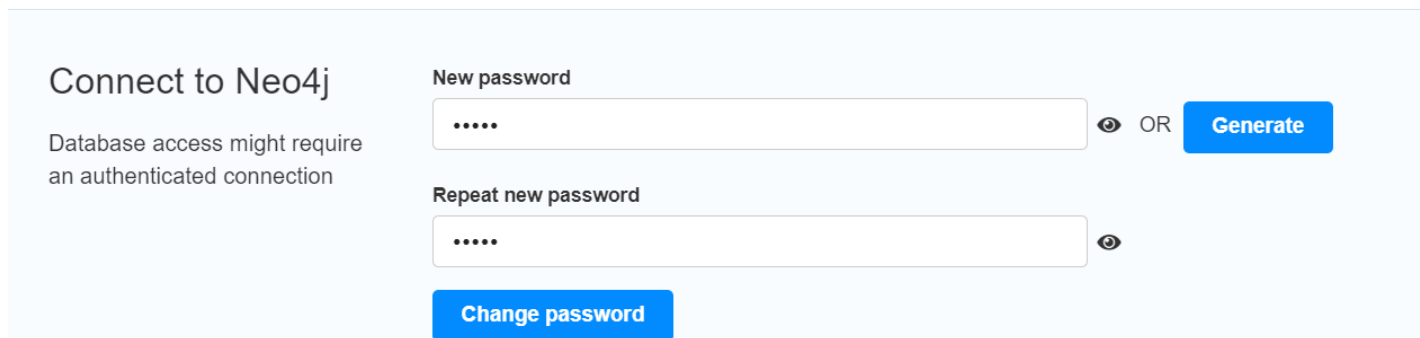 Connect to Neo4j
Database access might require
an authenticated connection
New password
•••••
OR
Generate
Repeat new password
•••••
Change password